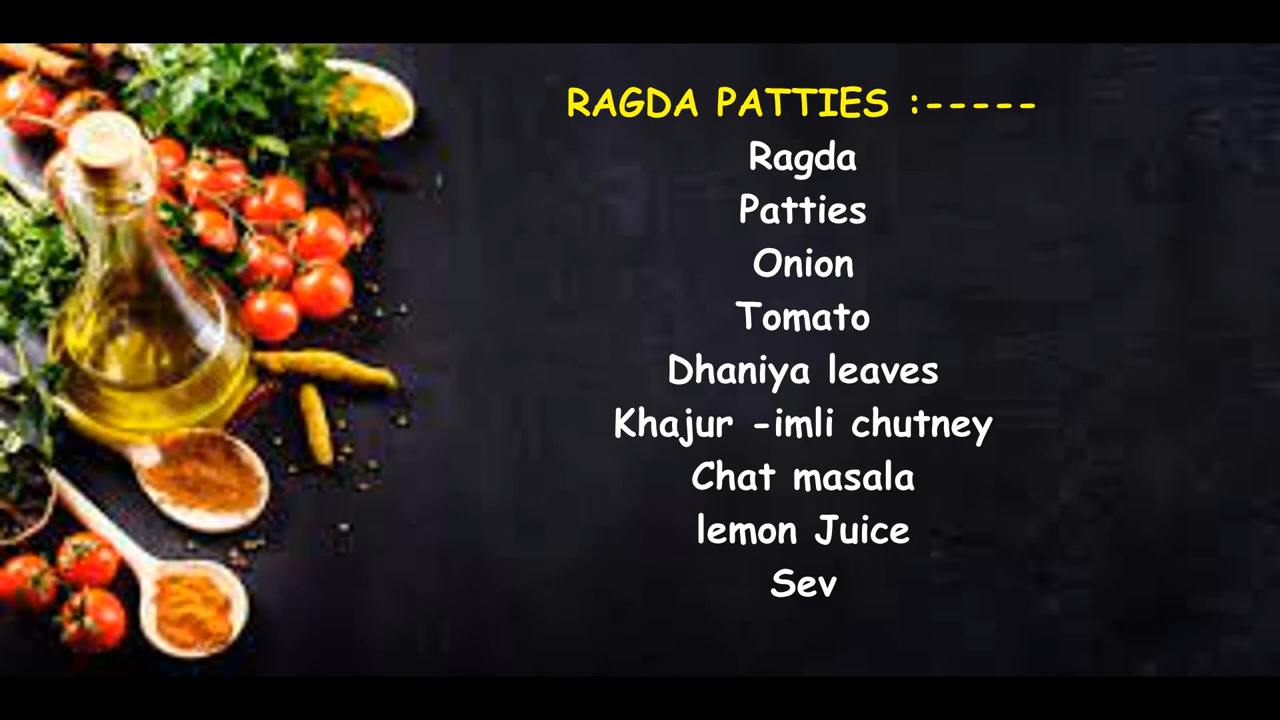 RAGDA PATTIES :-----
Ragda
Patties
Onion
Tomato
Dhaniya leaves
Khajur -imli chutney
Chat masala
lemon Juice
Sev